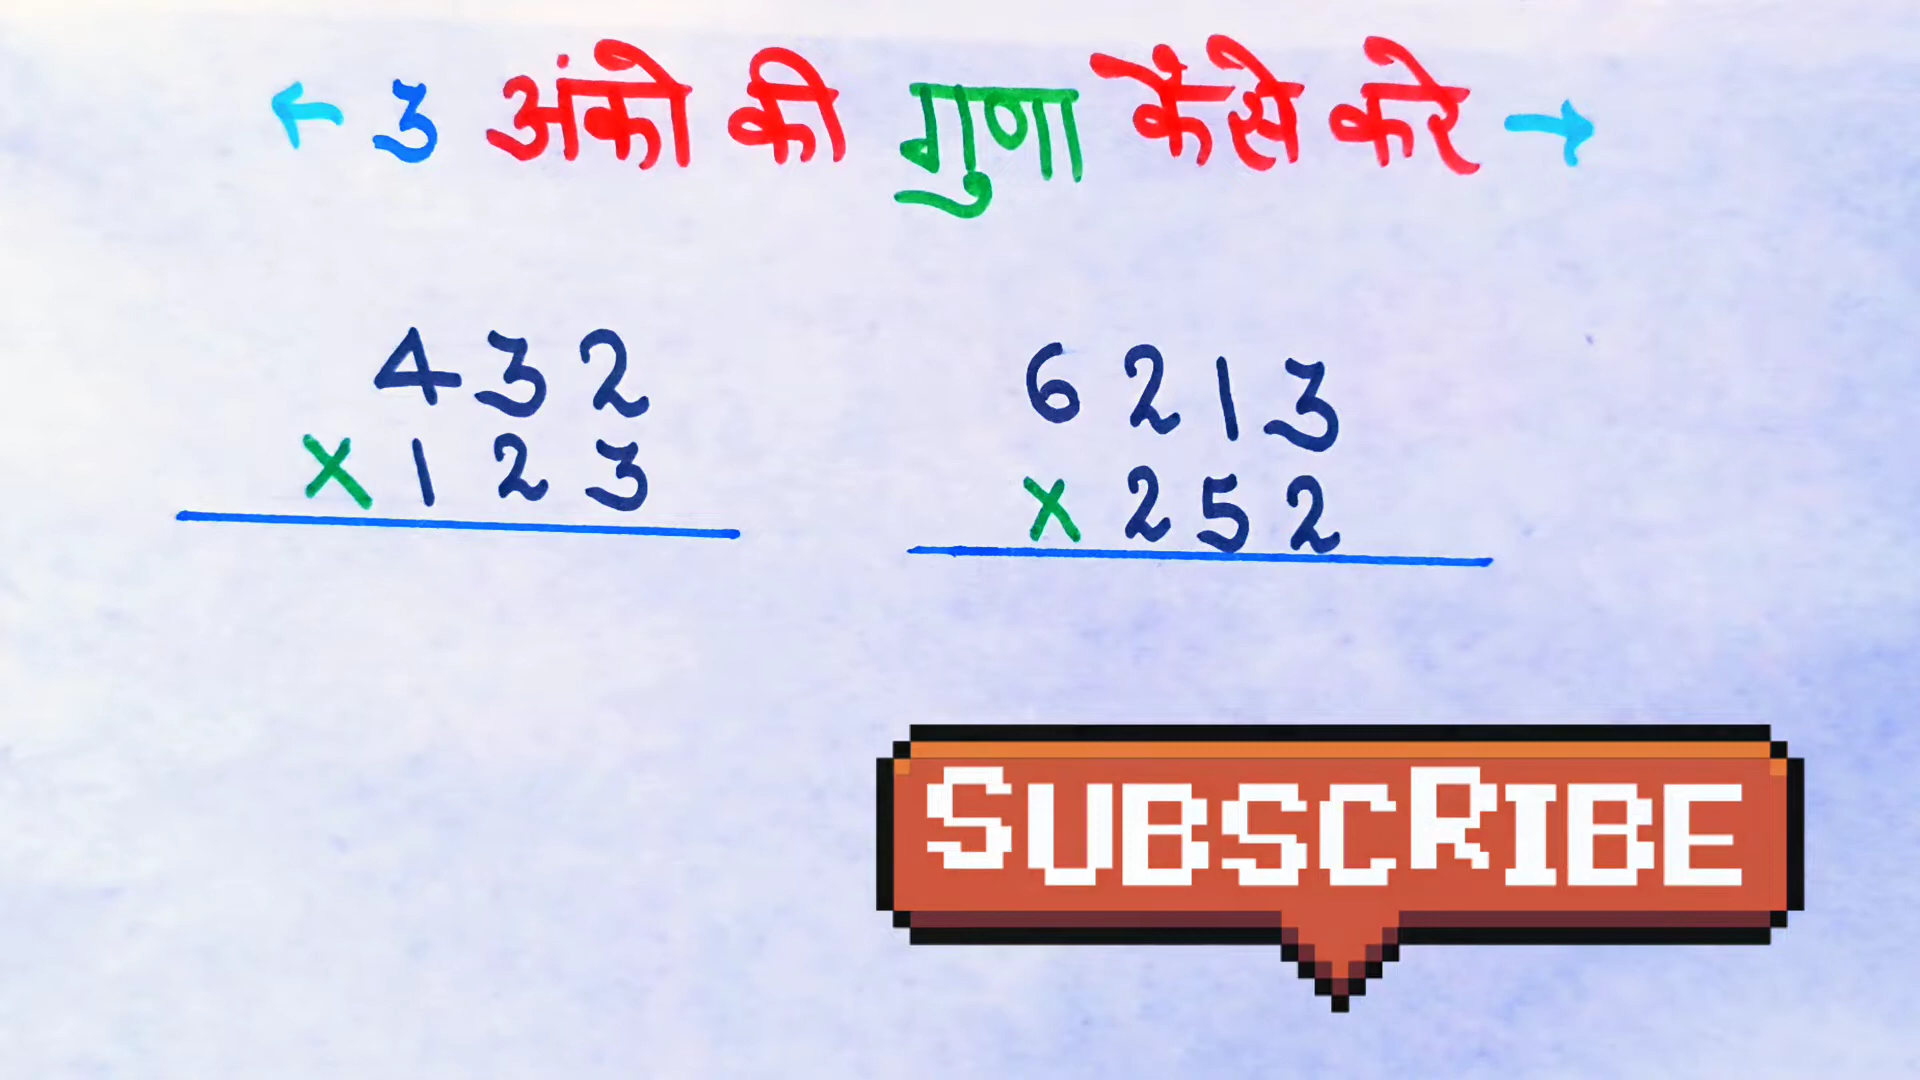 ← 3 अंको की गुणा कैंसे करे →
432
×123
6213
×252
SUBSCRIBE